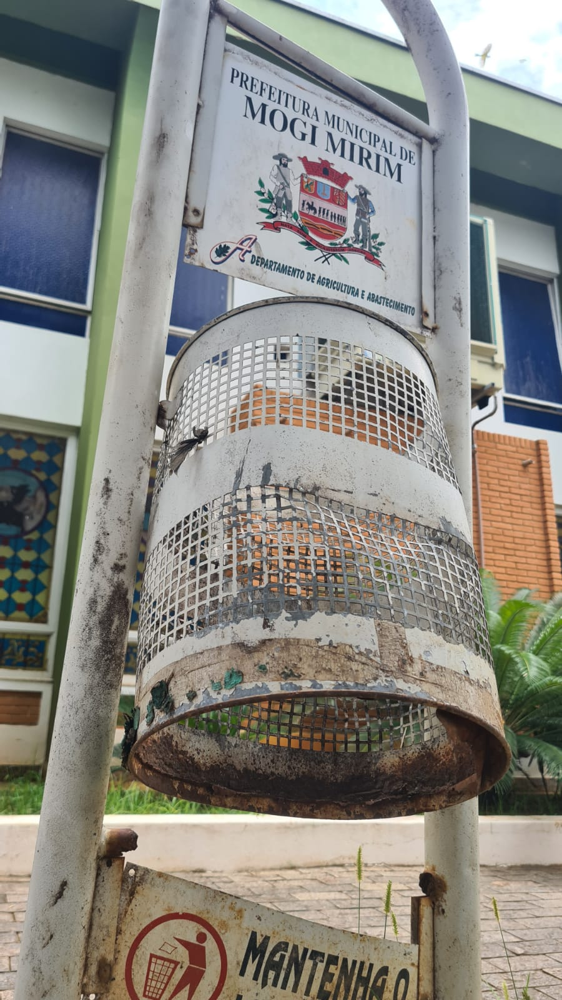 PREFEITURA MUNICIPAL DE
MOGI MIRIM
A DEPARTAMENTO DE AGRICULTURA E ABASTECIMENTO
MANTENHA O